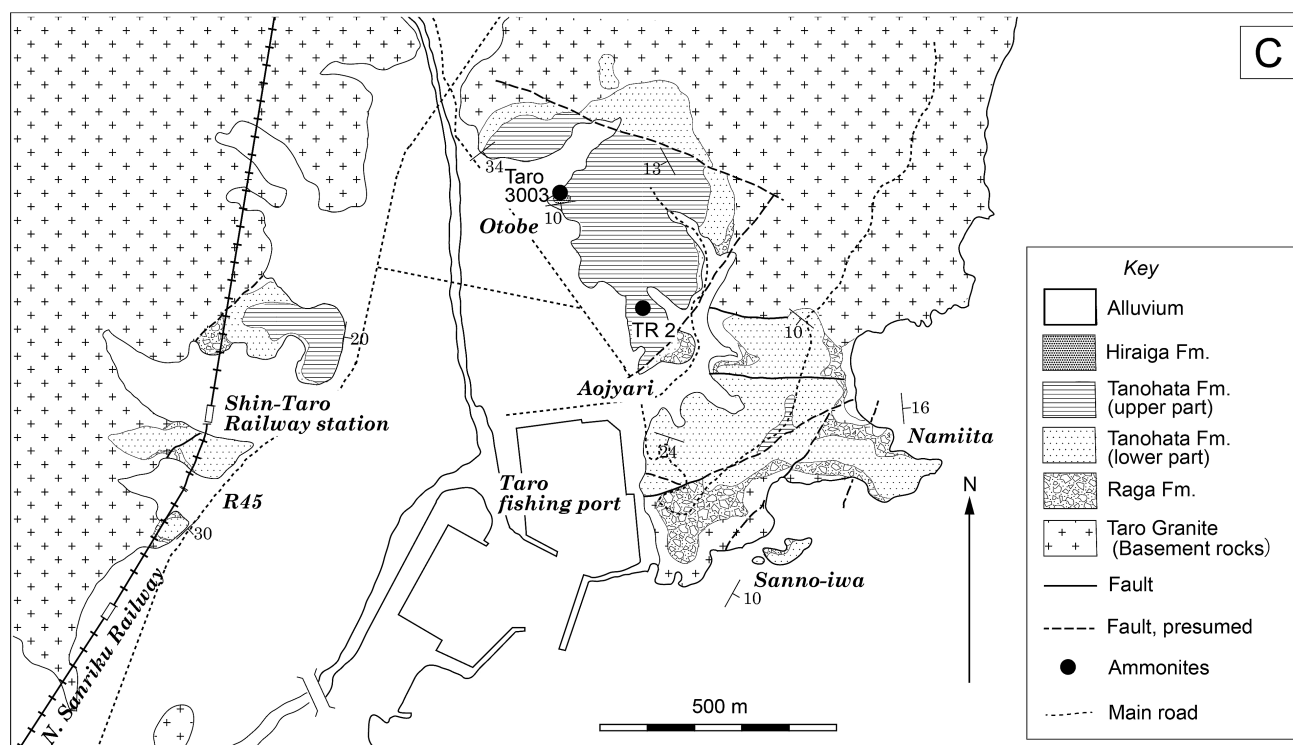 C
34
13
Taro
3003
10
Otobe
TR 2
20
10
Aojyari
Shin-Taro
Railway station
16
Namiita
24
R45
Taro
fishing port
30
N
Sanno-iwa
10
N. Sanriku Railway
500 m
Key
Alluvium
Hiraiga Fm.
Tanohata Fm.
(upper part)
Tanohata Fm.
(lower part)
Raga Fm.
Taro Granite
(Basement rocks)
Fault
Fault, presumed
Ammonites
Main road